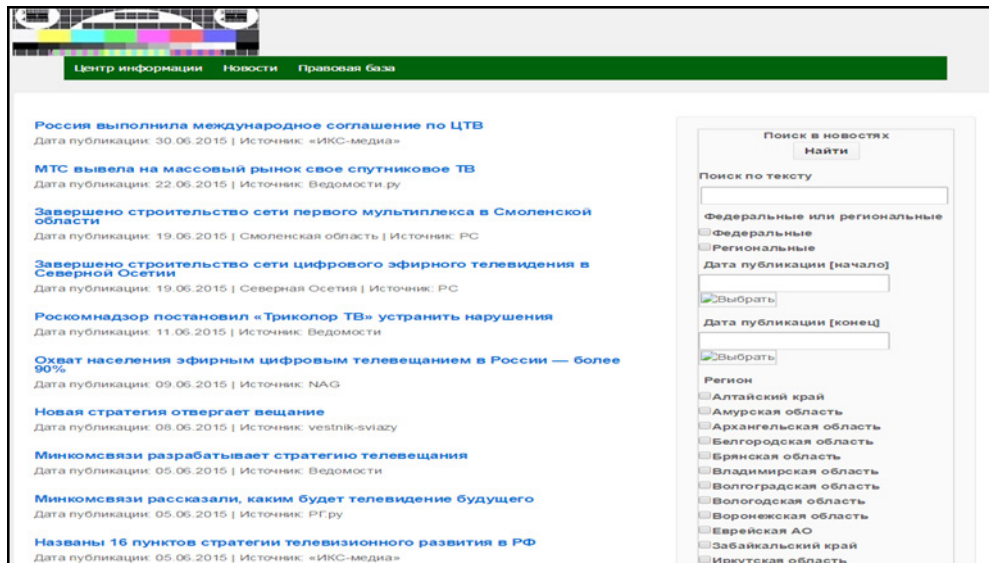 Центр информации Новости Правовая база
Россия выполнила международное соглашение по ЦТВ
Дата публикации: 30.06.2015 | Источник: «ИКС-медиа»
МТС вывела на массовый рынок свое спутниковое ТВ
Дата публикации: 22.06.2015 | Источник: Ведомости.ру
Завершено строительство сети первого мультиплекса в Смоленской
области
Дата публикации: 19.06.2015 | Смоленская область | Источник: РС
Завершено строительство сети цифрового эфирного телевидения в
Северной Осетии
Дата публикации: 19.06.2015 | Северная Осетия | Источник: РС
Роскомнадзор постановил «Триколор ТВ» устранить нарушения
Дата публикации: 11.06.2015 | Источник: Ведомости
Охват населения эфирным цифровым телевещанием в России — более
90%
Дата публикации: 09.06.2015 | Источник: NAG
Новая стратегия отвергает вещание
Дата публикации: 08.06.2015 | Источник: vestnik-sviazy
Минкомсвязи разрабатывает стратегию телевещания
Дата публикации: 05.06.2015 | Источник: Ведомости
Минкомсвязи рассказали, каким будет телевидение будущего
Дата публикации: 05.06.2015 | Источник: РГ.ру
Названы 16 пунктов стратегии телевизионного развития в РФ
Дата публикации: 05.06.2015 | Источник: «ИКС-медиа»
Поиск в новостях
Найти
Поиск по тексту
Федеральные или региональные
Федеральные
Региональные
Дата публикации [начало]
Выбрать
Дата публикации [конец]
Выбрать
Регион
Алтайский край
Амурская область
Архангельская область
Белгородская область
Брянская область
Владимирская область
Волгоградская область
Вологодская область
Воронежская область
Еврейская АО
Забайкальский край
Иркутская область